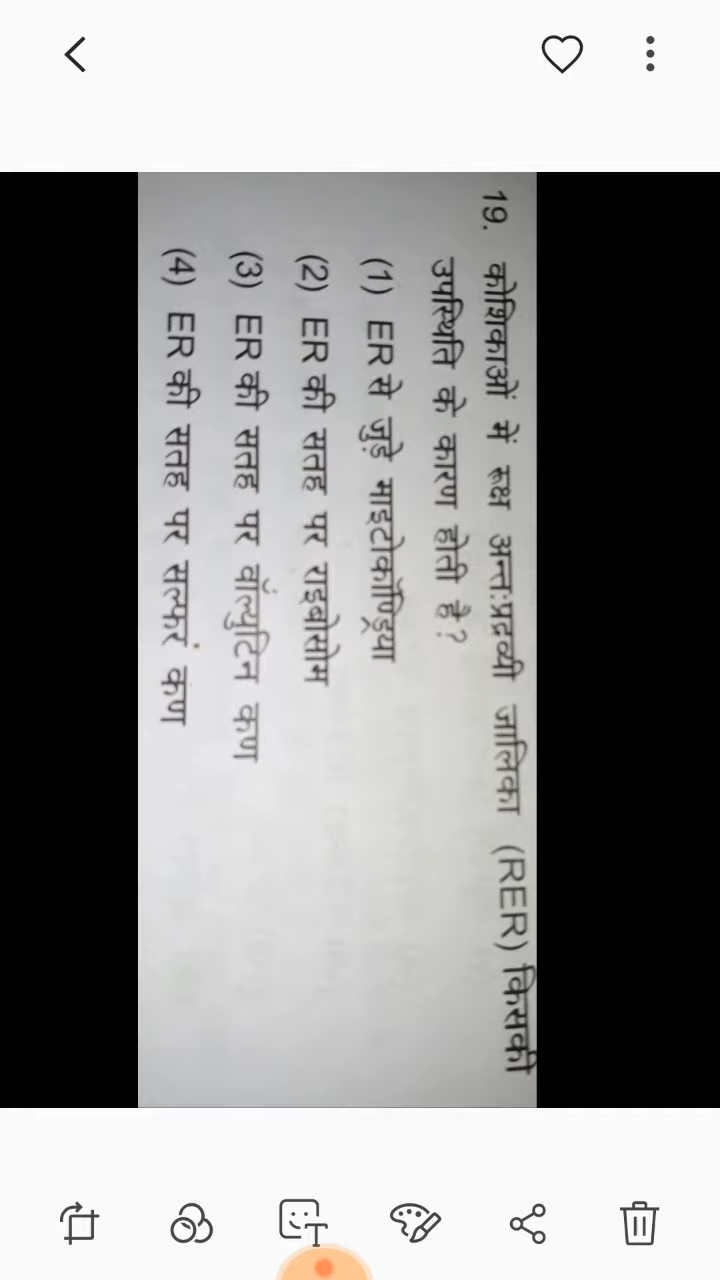 19. कोशिकाओं में रूक्ष अन्तःप्रद्रव्यी जालिका (RER) किसकी
उपस्थिति के कारण होती है?
(1) ER से जुड़े माइटोकॉण्ड्रिया
(2) ER की सतह पर राइबोसोम
(3) ER की सतह पर वॉल्युटिन कण
(4) ER की सतह पर सल्फर कण